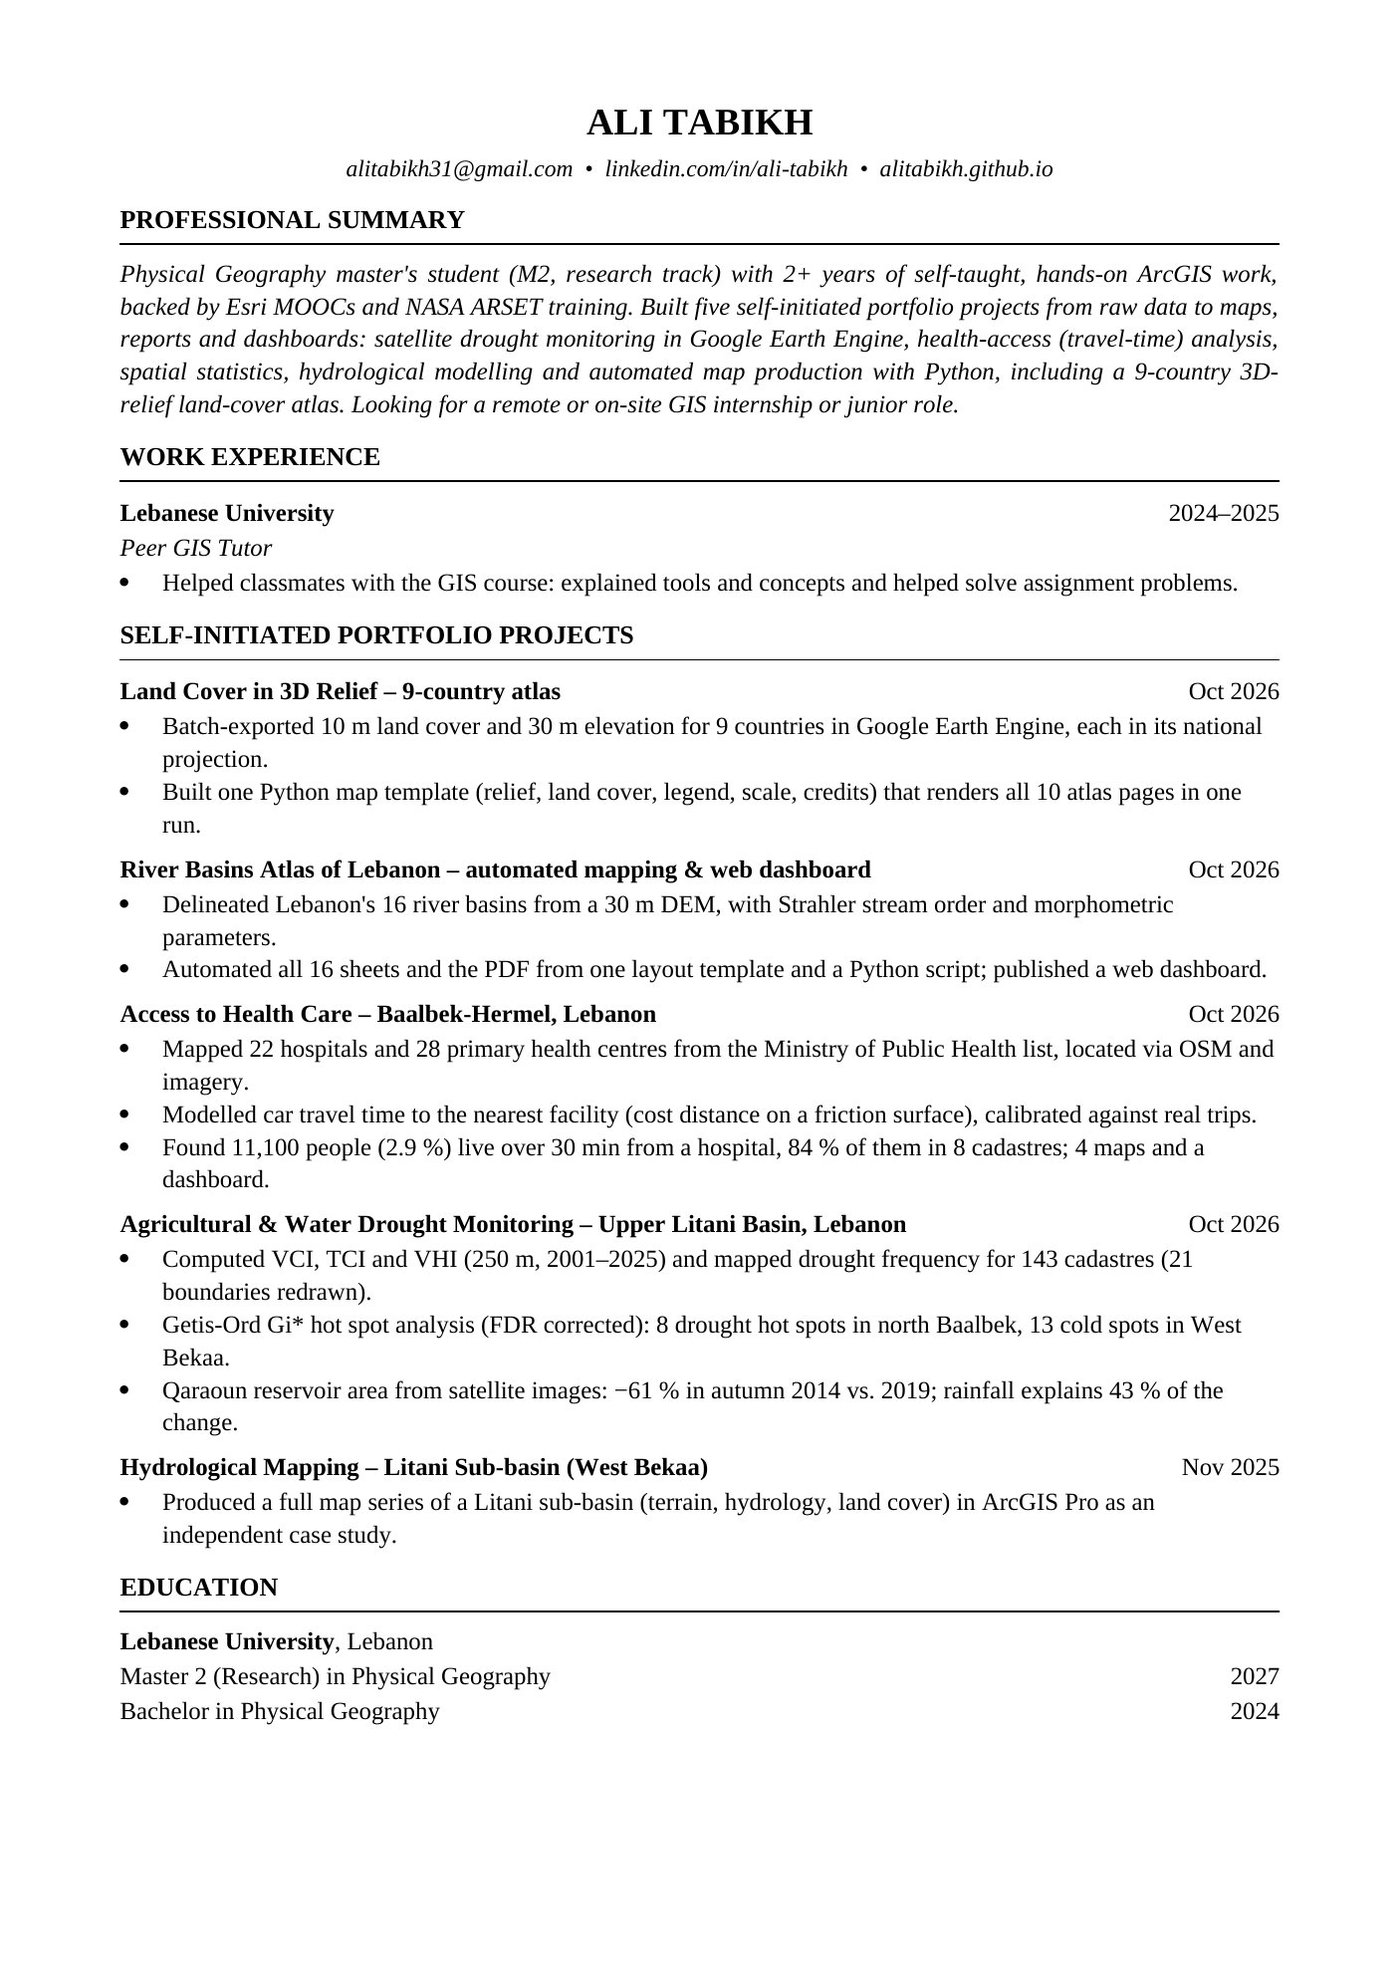 ALI TABIKH
alitabikh31@gmail.com • linkedin.com/in/ali-tabikh • alitabikh.github.io
PROFESSIONAL SUMMARY
Physical Geography master's student (M2, research track) with 2+ years of self-taught, hands-on ArcGIS work,
backed by Esri MOOCs and NASA ARSET training. Built five self-initiated portfolio projects from raw data to maps,
reports and dashboards: satellite drought monitoring in Google Earth Engine, health-access (travel-time) analysis,
spatial statistics, hydrological modelling and automated map production with Python, including a 9-country 3D-
relief land-cover atlas. Looking for a remote or on-site GIS internship or junior role.
WORK EXPERIENCE
Lebanese University 2024–2025
Peer GIS Tutor
• Helped classmates with the GIS course: explained tools and concepts and helped solve assignment problems.
SELF-INITIATED PORTFOLIO PROJECTS
Land Cover in 3D Relief – 9-country atlas Oct 2026
• Batch-exported 10 m land cover and 30 m elevation for 9 countries in Google Earth Engine, each in its national
projection.
• Built one Python map template (relief, land cover, legend, scale, credits) that renders all 10 atlas pages in one
run.
River Basins Atlas of Lebanon – automated mapping & web dashboard Oct 2026
• Delineated Lebanon's 16 river basins from a 30 m DEM, with Strahler stream order and morphometric
parameters.
• Automated all 16 sheets and the PDF from one layout template and a Python script; published a web dashboard.
Access to Health Care – Baalbek-Hermel, Lebanon Oct 2026
• Mapped 22 hospitals and 28 primary health centres from the Ministry of Public Health list, located via OSM and
imagery.
• Modelled car travel time to the nearest facility (cost distance on a friction surface), calibrated against real trips.
• Found 11,100 people (2.9 %) live over 30 min from a hospital, 84 % of them in 8 cadastres; 4 maps and a
dashboard.
Agricultural & Water Drought Monitoring – Upper Litani Basin, Lebanon Oct 2026
• Computed VCI, TCI and VHI (250 m, 2001–2025) and mapped drought frequency for 143 cadastres (21
boundaries redrawn).
• Getis-Ord Gi* hot spot analysis (FDR corrected): 8 drought hot spots in north Baalbek, 13 cold spots in West
Bekaa.
• Qaraoun reservoir area from satellite images: −61 % in autumn 2014 vs. 2019; rainfall explains 43 % of the
change.
Hydrological Mapping – Litani Sub-basin (West Bekaa) Nov 2025
• Produced a full map series of a Litani sub-basin (terrain, hydrology, land cover) in ArcGIS Pro as an
independent case study.
EDUCATION
Lebanese University, Lebanon
Master 2 (Research) in Physical Geography 2027
Bachelor in Physical Geography 2024